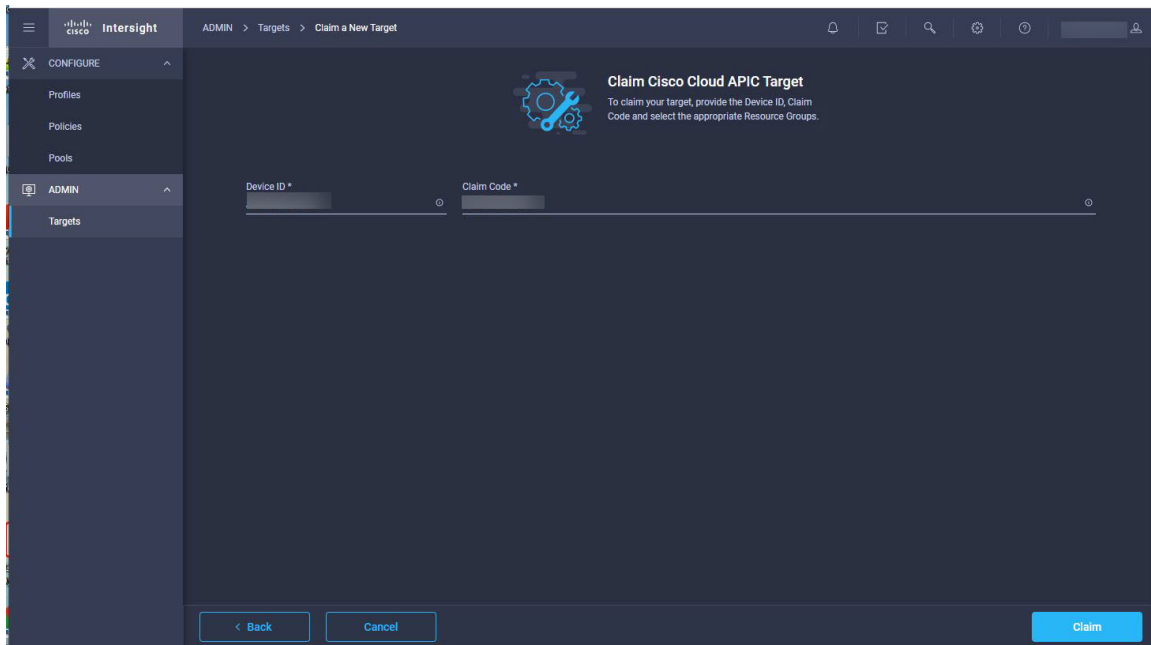 cisco Intersight
ADMIN > Targets > Claim a New Target
CONFIGURE
Profiles
Policies
Pools
ADMIN
Targets
Claim Cisco Cloud APIC Target
To claim your target, provide the Device ID, Claim
Code and select the appropriate Resource Groups.
Device ID *
Claim Code *
< Back
Cancel
Claim